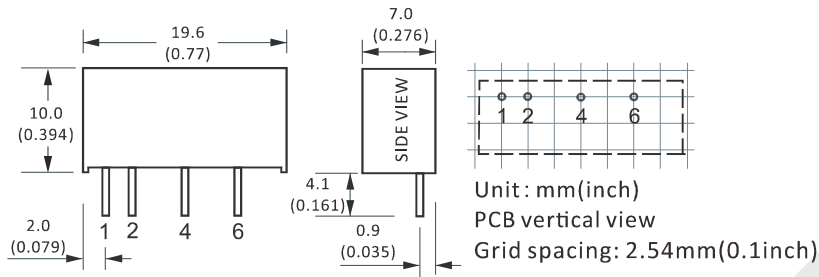 19.6
(0.77)
10.0
(0.394)
2.0
(0.079)
1 2 4 6
7.0
(0.276)
SIDE VIEW
4.1
(0.161)
0.9
(0.035)
1 2 4 6
Unit: mm(inch)
PCB vertical view
Grid spacing: 2.54mm(0.1inch)